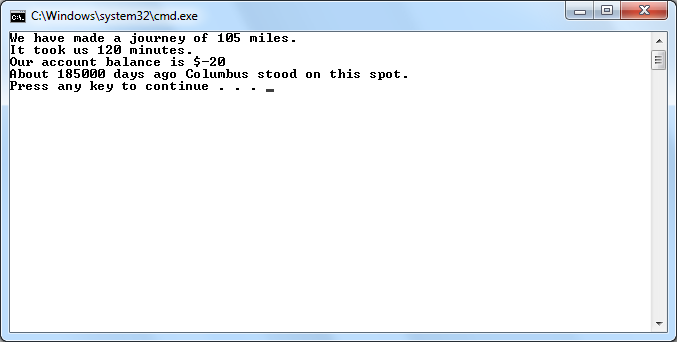 C:\Windows\system32\cmd.exe
We have made a journey of 105 miles.
It took us 120 minutes.
Our account balance is $-20
About 185000 days ago Columbus stood on this spot.
Press any key to continue . . . _